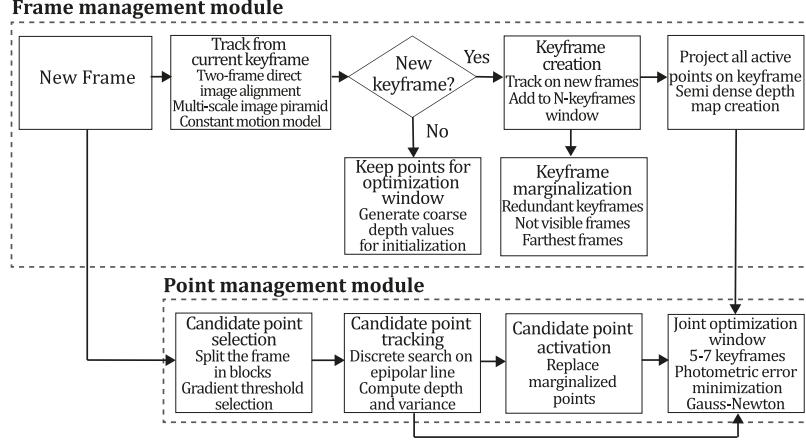 Frame management module
New Frame
Track from
current keyframe
Two-frame direct
image alignment
Multi-scale image piramid
Constant motion model
New
keyframe?
Yes
No
Keyframe
creation
Track on new frames
Add to N-keyframes
window
Project all active
points on keyframe
Semi dense depth
map creation
Keep points for
optimization
window
Generate coarse
depth values
for initialization
Keyframe
marginalization
Redundant keyframes
Not visible frames
Farthest frames
Point management module
Candidate point
selection
Split the frame
in blocks
Gradient threshold
selection
Candidate point
tracking
Discrete search on
epipolar line
Compute depth
and variance
Candidate point
activation
Replace
marginalized
points
Joint optimization
window
5-7 keyframes
Photometric error
minimization
Gauss-Newton